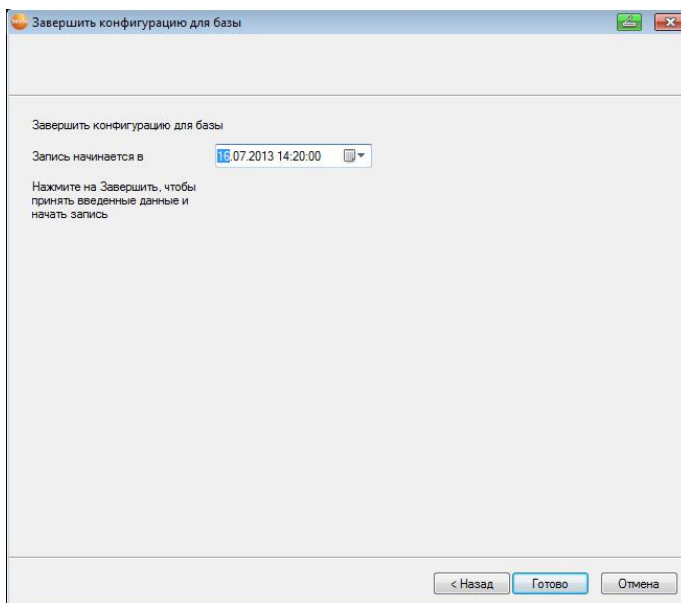 Завершить конфигурацию для базы
Завершить конфигурацию для базы
Запись начинается в 16.07.2013 14:20:00
Нажмите на Завершить, чтобы
принять введенные данные и
начать запись
< Назад Готово Отмена